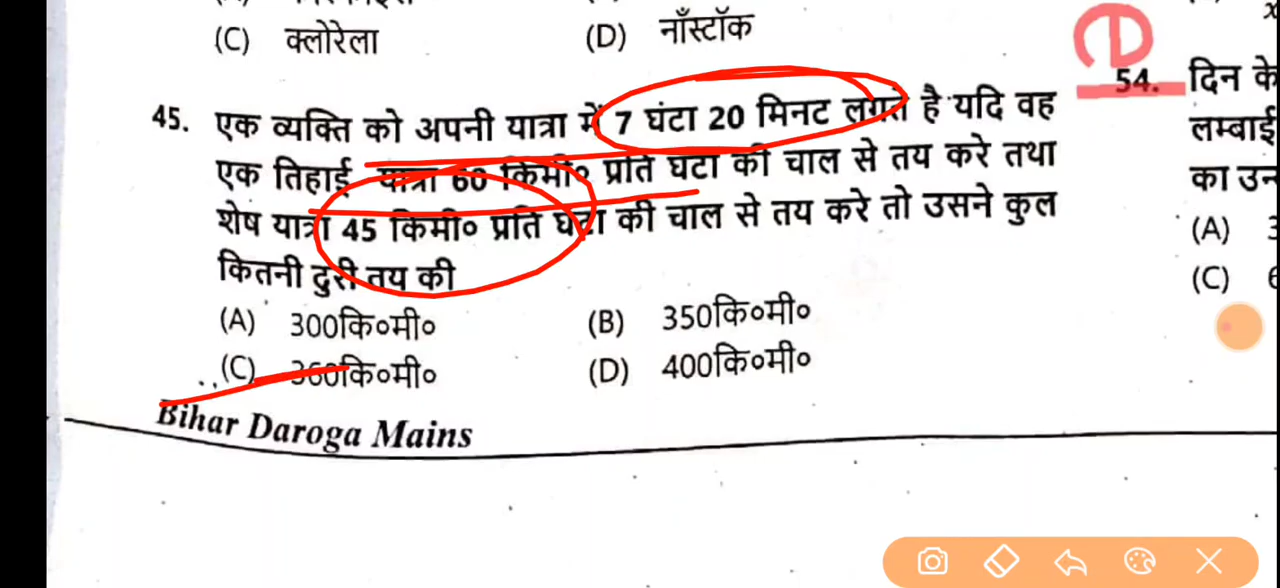 (C) क्लोरेला (D) नॉँस्टॉक
45. एक व्यक्ति को अपनी यात्रा में 7 घंटा 20 मिनट लगते है यदि वह
एक तिहाई यात्रा 60 किमी० प्रति घंटा की चाल से तय करे तथा
शेष यात्रा 45 किमी० प्रति घंटा की चाल से तय करे तो उसने कुल
कितनी दुरी तय की
(A) 300कि०मी० (B) 350कि०मी०
(C) 360कि०मी० (D) 400कि०मी०
Bihar Daroga Mains
54. दिन के
लम्बाई
का उन
(A) 3
(C) 6